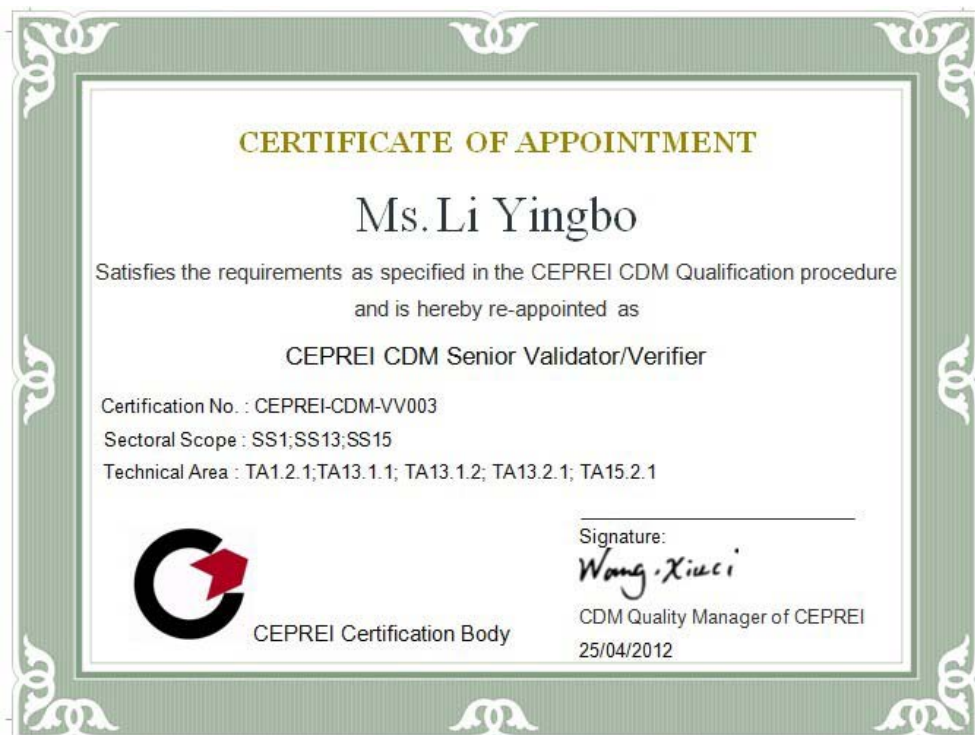 CERTIFICATE OF APPOINTMENT
Ms. Li Yingbo
Satisfies the requirements as specified in the CEPREI CDM Qualification procedure
and is hereby re-appointed as
CEPREI CDM Senior Validator/Verifier
Certification No. : CEPREI-CDM-VV003
Sectoral Scope : SS1;SS13;SS15
Technical Area : TA1.2.1;TA13.1.1; TA13.1.2; TA13.2.1; TA15.2.1
Signature:
Wang. Xiuci
CEPREI Certification Body
CDM Quality Manager of CEPREI
25/04/2012